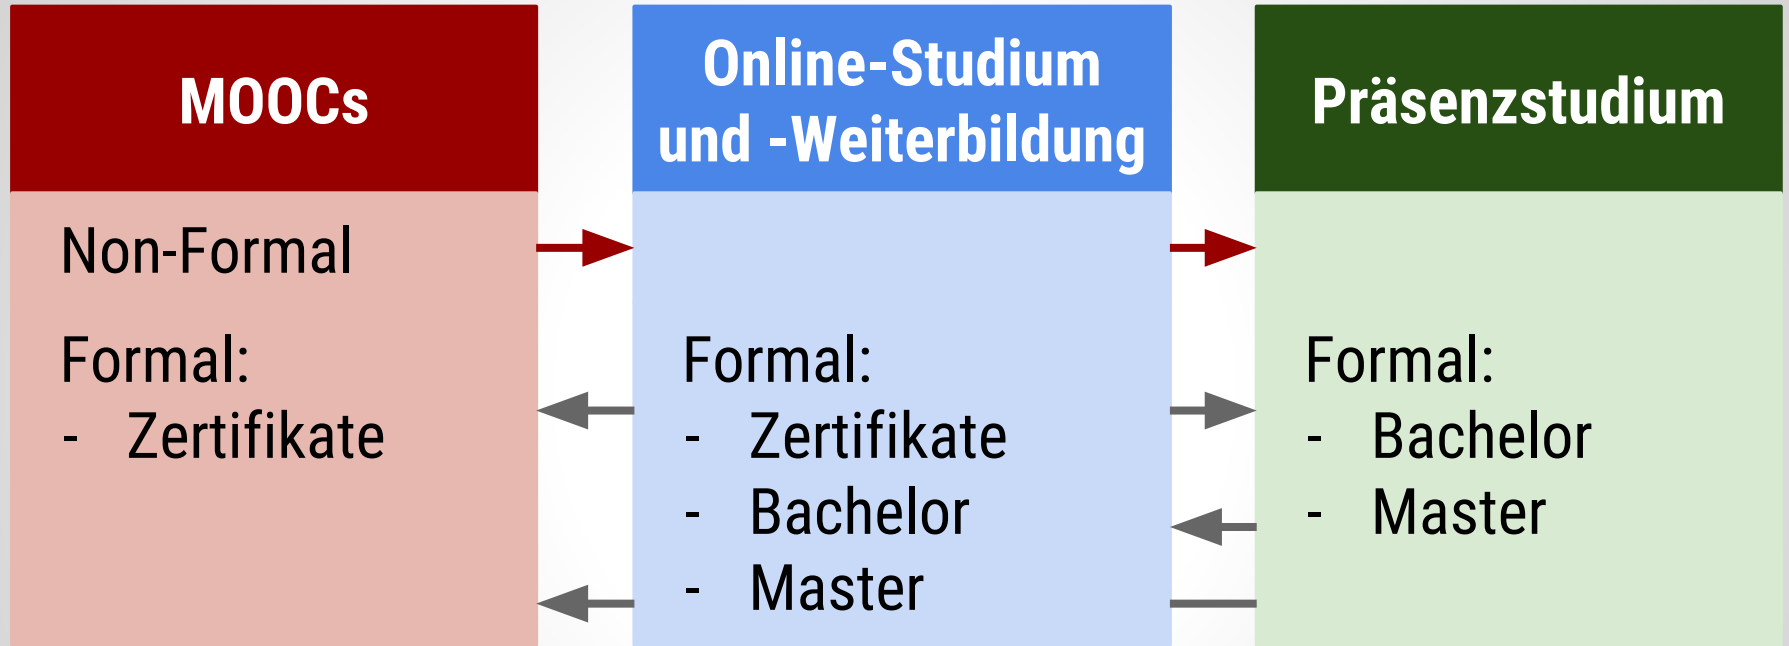 MOOCs
Non-Formal
Formal:
- Zertifikate
Online-Studium
und -Weiterbildung
Formal:
- Zertifikate
- Bachelor
- Master
Präsenzstudium
Formal:
- Bachelor
- Master